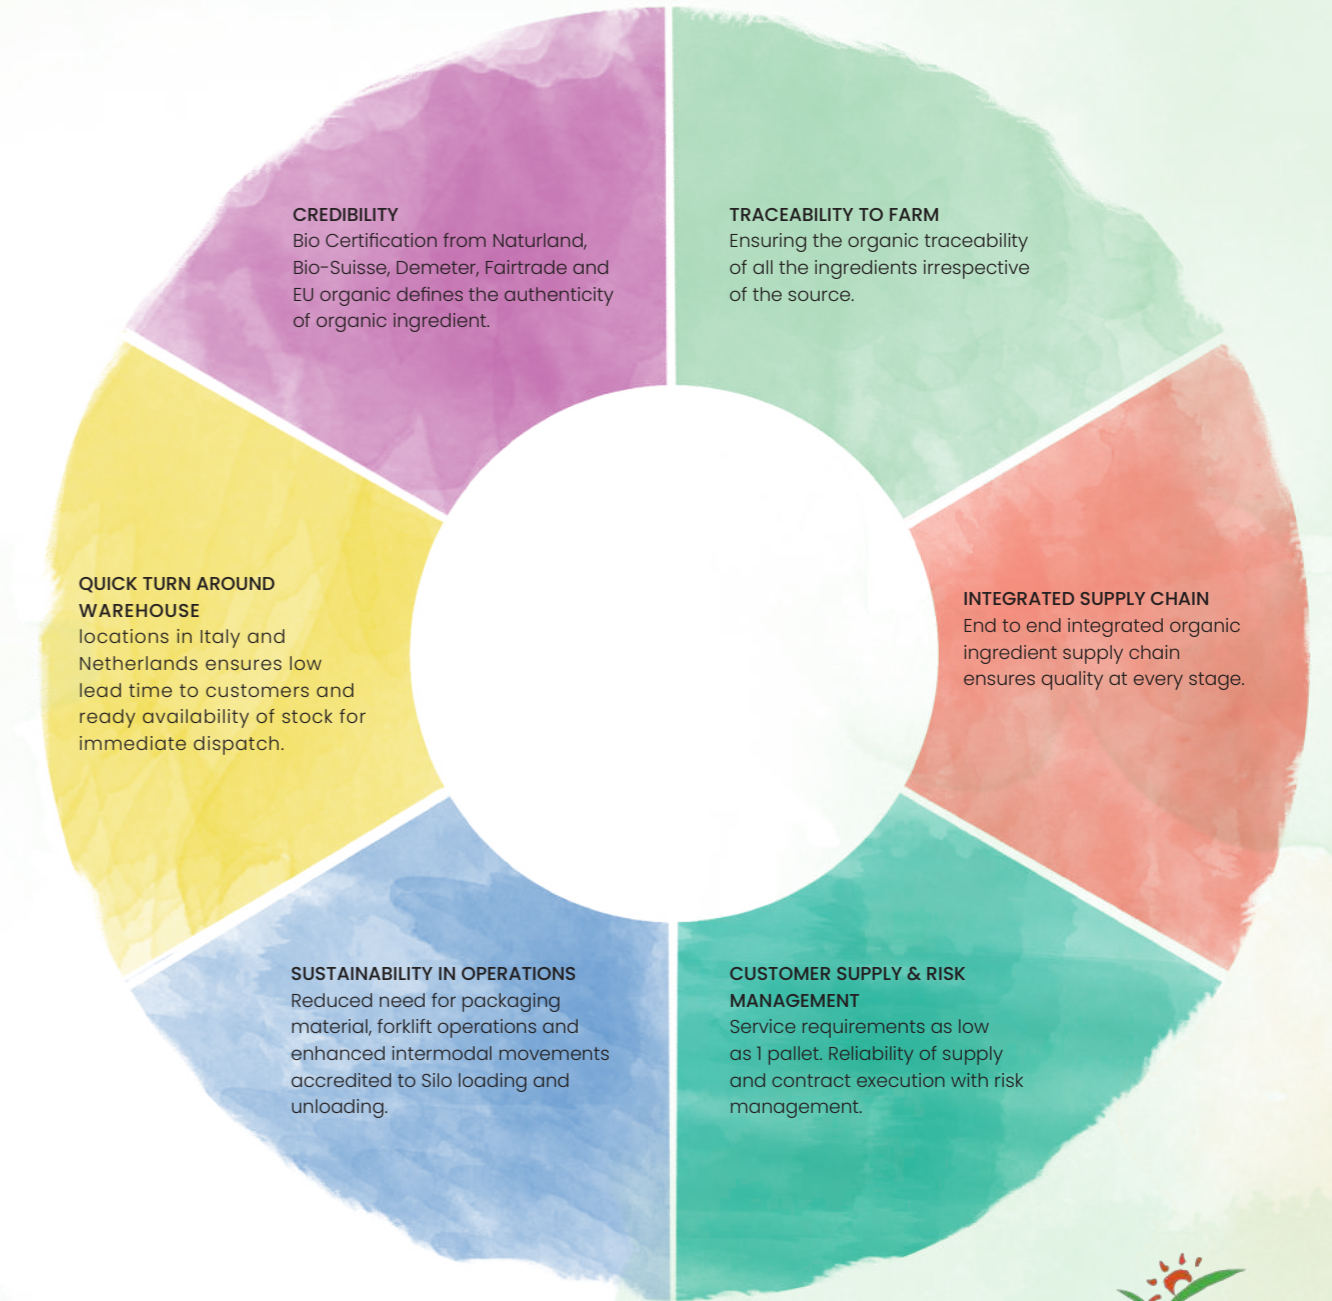 CREDIBILITY
Bio Certification from Naturland,
Bio-Suisse, Demeter, Fairtrade and
EU organic defines the authenticity
of organic ingredient.
TRACEABILITY TO FARM
Ensuring the organic traceability
of all the ingredients irrespective
of the source.
QUICK TURN AROUND
WAREHOUSE
locations in Italy and
Netherlands ensures low
lead time to customers and
ready availability of stock for
immediate dispatch.
INTEGRATED SUPPLY CHAIN
End to end integrated organic
ingredient supply chain
ensures quality at every stage.
SUSTAINABILITY IN OPERATIONS
Reduced need for packaging
material, forklift operations and
enhanced intermodal movements
accredited to Silo loading and
unloading.
CUSTOMER SUPPLY & RISK
MANAGEMENT
Service requirements as low
as 1 pallet. Reliability of supply
and contract execution with risk
management.